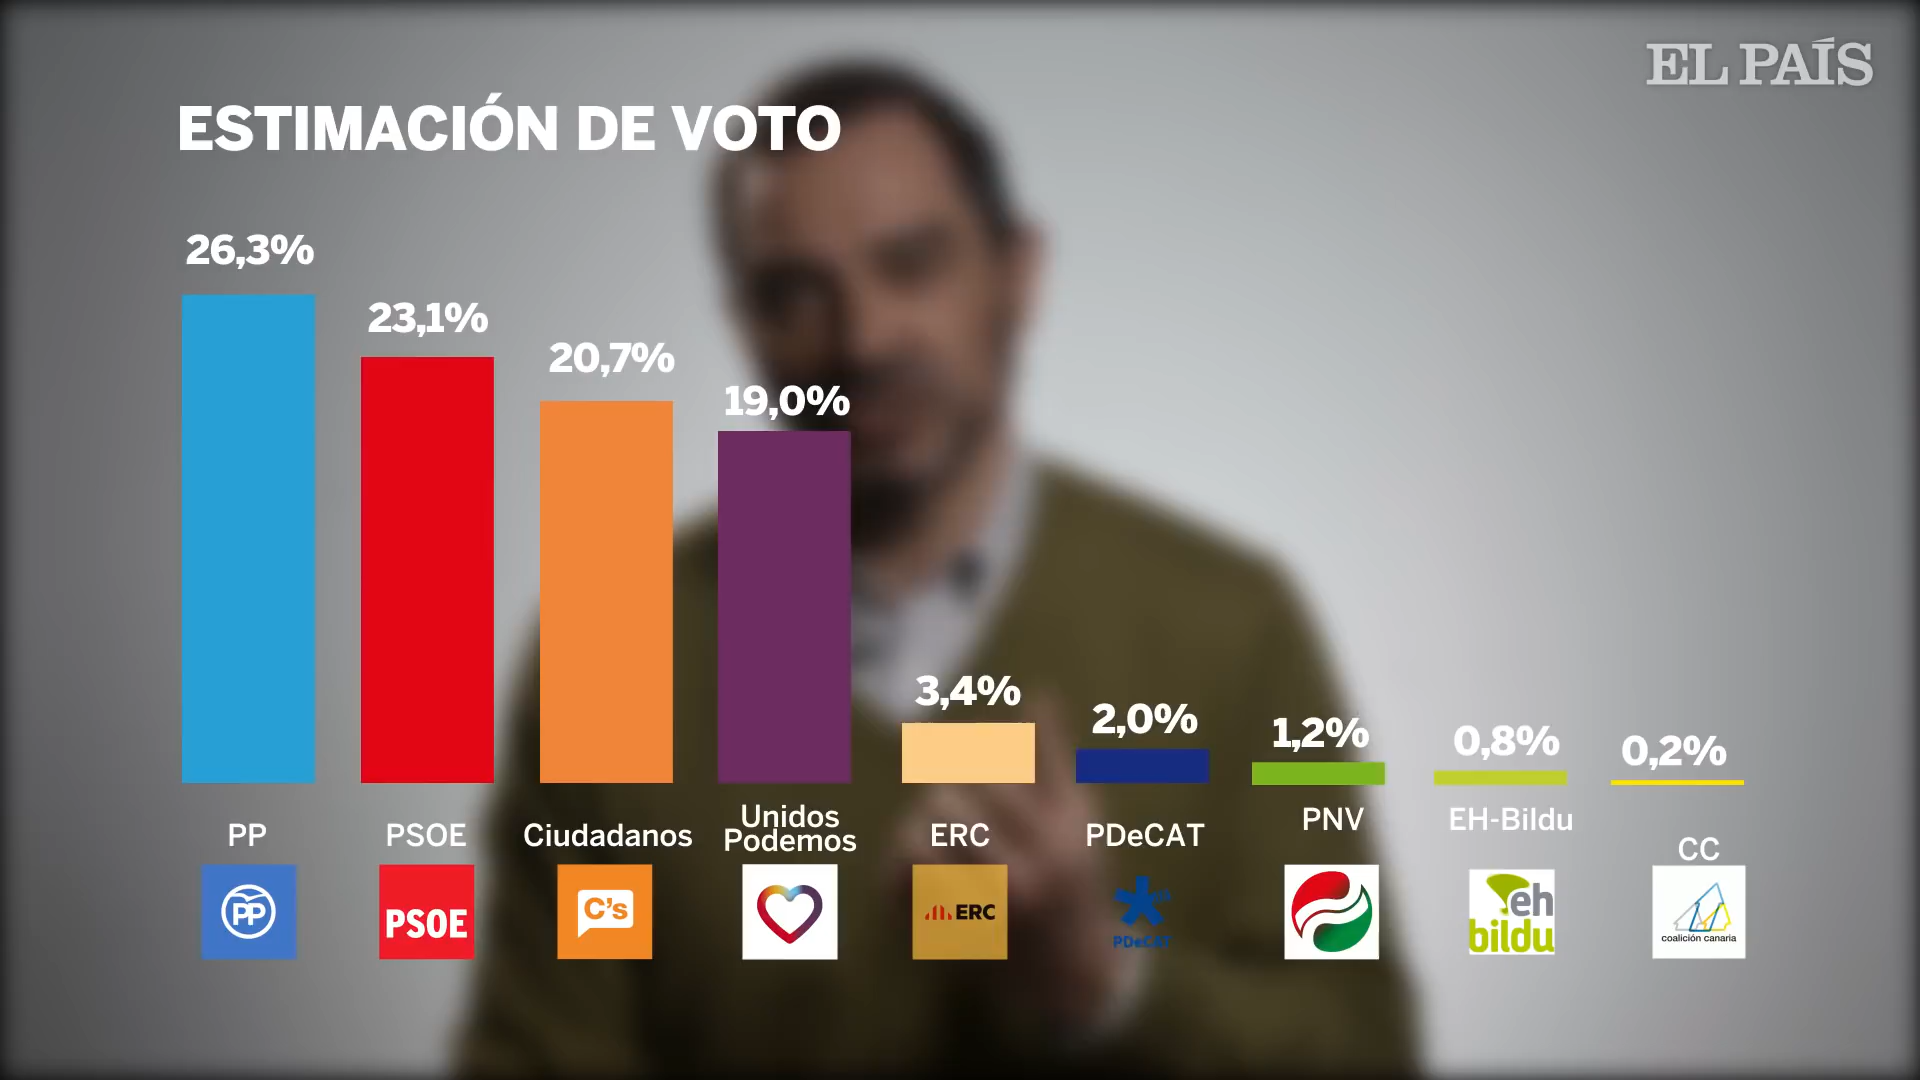 EL PAÍS
ESTIMACIÓN DE VOTO
26,3%
23,1%
20,7%
19,0%
3,4%
2,0%
1,2%
0,8%
0,2%
PP
PSOE
Ciudadanos
Unidos
Podemos
ERC
PDeCAT
PNV
EH-Bildu
CC
PP
PSOE
C's
ERC
PDeCAT
eh
bildu
coalición canaria